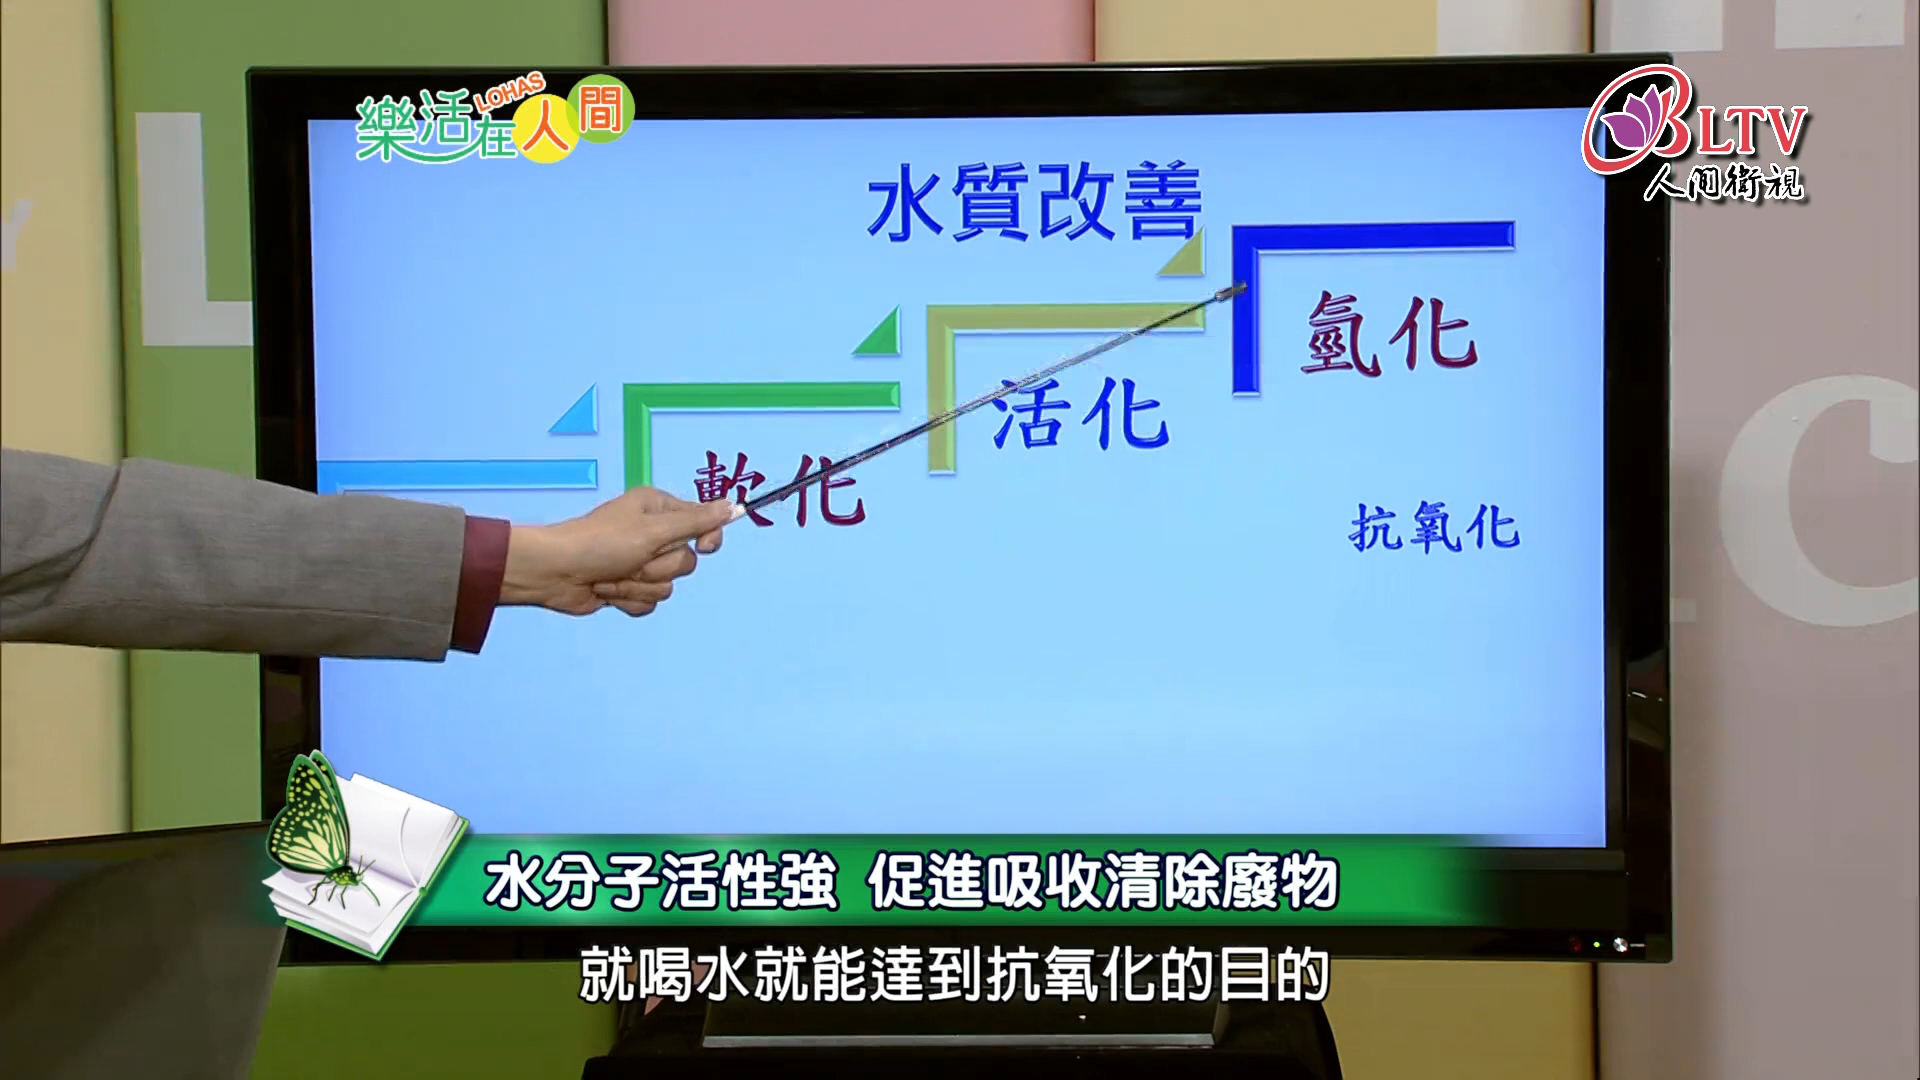 樂活在人間
LOHAS
BLTV
人間衛視
水質改善
氫化
活化
軟化
抗氧化
水分子活性強 促進吸收清除廢物
就喝水就能達到抗氧化的目的